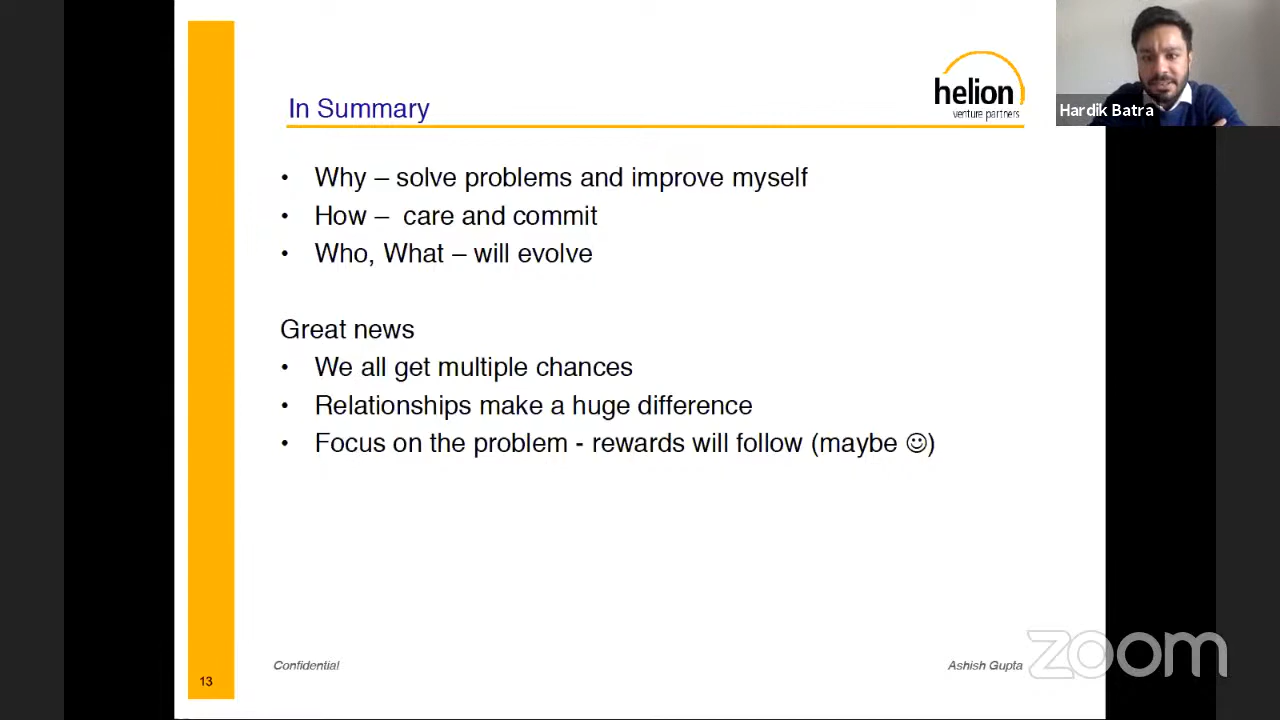 In Summary
helion
venture partners
Hardik Batra
• Why – solve problems and improve myself
• How – care and commit
• Who, What – will evolve
Great news
• We all get multiple chances
• Relationships make a huge difference
• Focus on the problem - rewards will follow (maybe ☺)
Confidential
Ashish Gupta
13
zoom